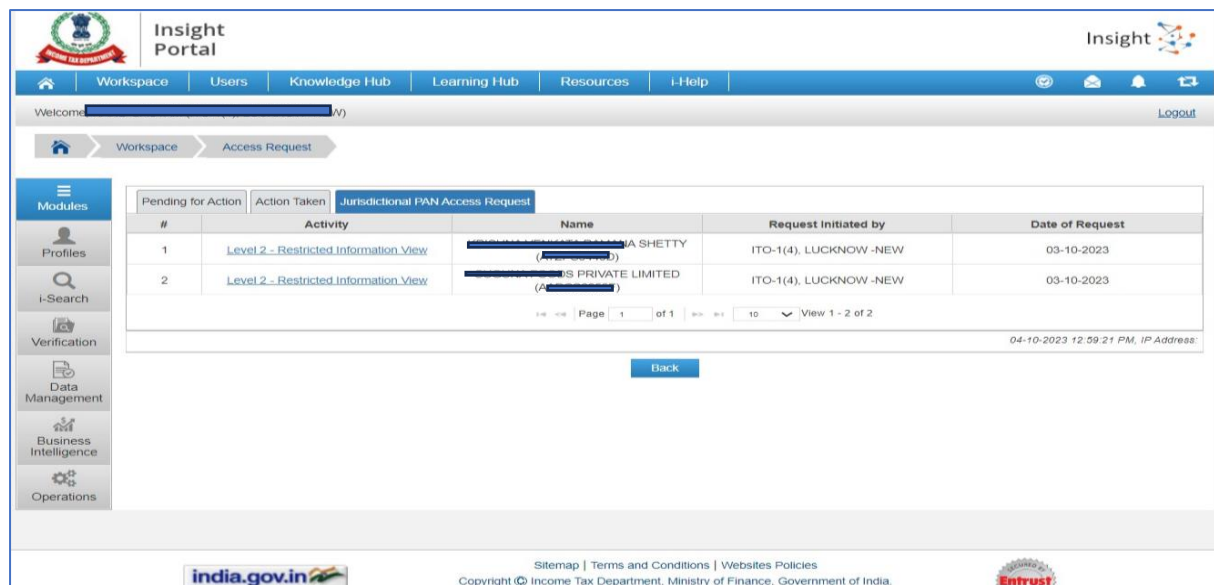 Insight
Portal
INCOME TAX DEPARTMENT
Insight
Workspace Users Knowledge Hub Learning Hub Resources i-Help
Welcome W)
Logout
Workspace Access Request
Modules
Profiles
i-Search
Verification
Data
Management
Business
Intelligence
Operations
Pending for Action Action Taken Jurisdictional PAN Access Request
# Activity Name Request Initiated by Date of Request
1 Level 2 - Restricted Information View SHETTY ITO-1(4), LUCKNOW -NEW 03-10-2023
2 Level 2 - Restricted Information View PRIVATE LIMITED ITO-1(4), LUCKNOW -NEW 03-10-2023
Page 1 of 1 10 View 1 - 2 of 2
04-10-2023 12:59:21 PM, IP Address:
Back
Sitemap | Terms and Conditions | Websites Policies
india.gov.in
Copyright © Income Tax Department, Ministry of Finance, Government of India.
SECURED BY
Entrust